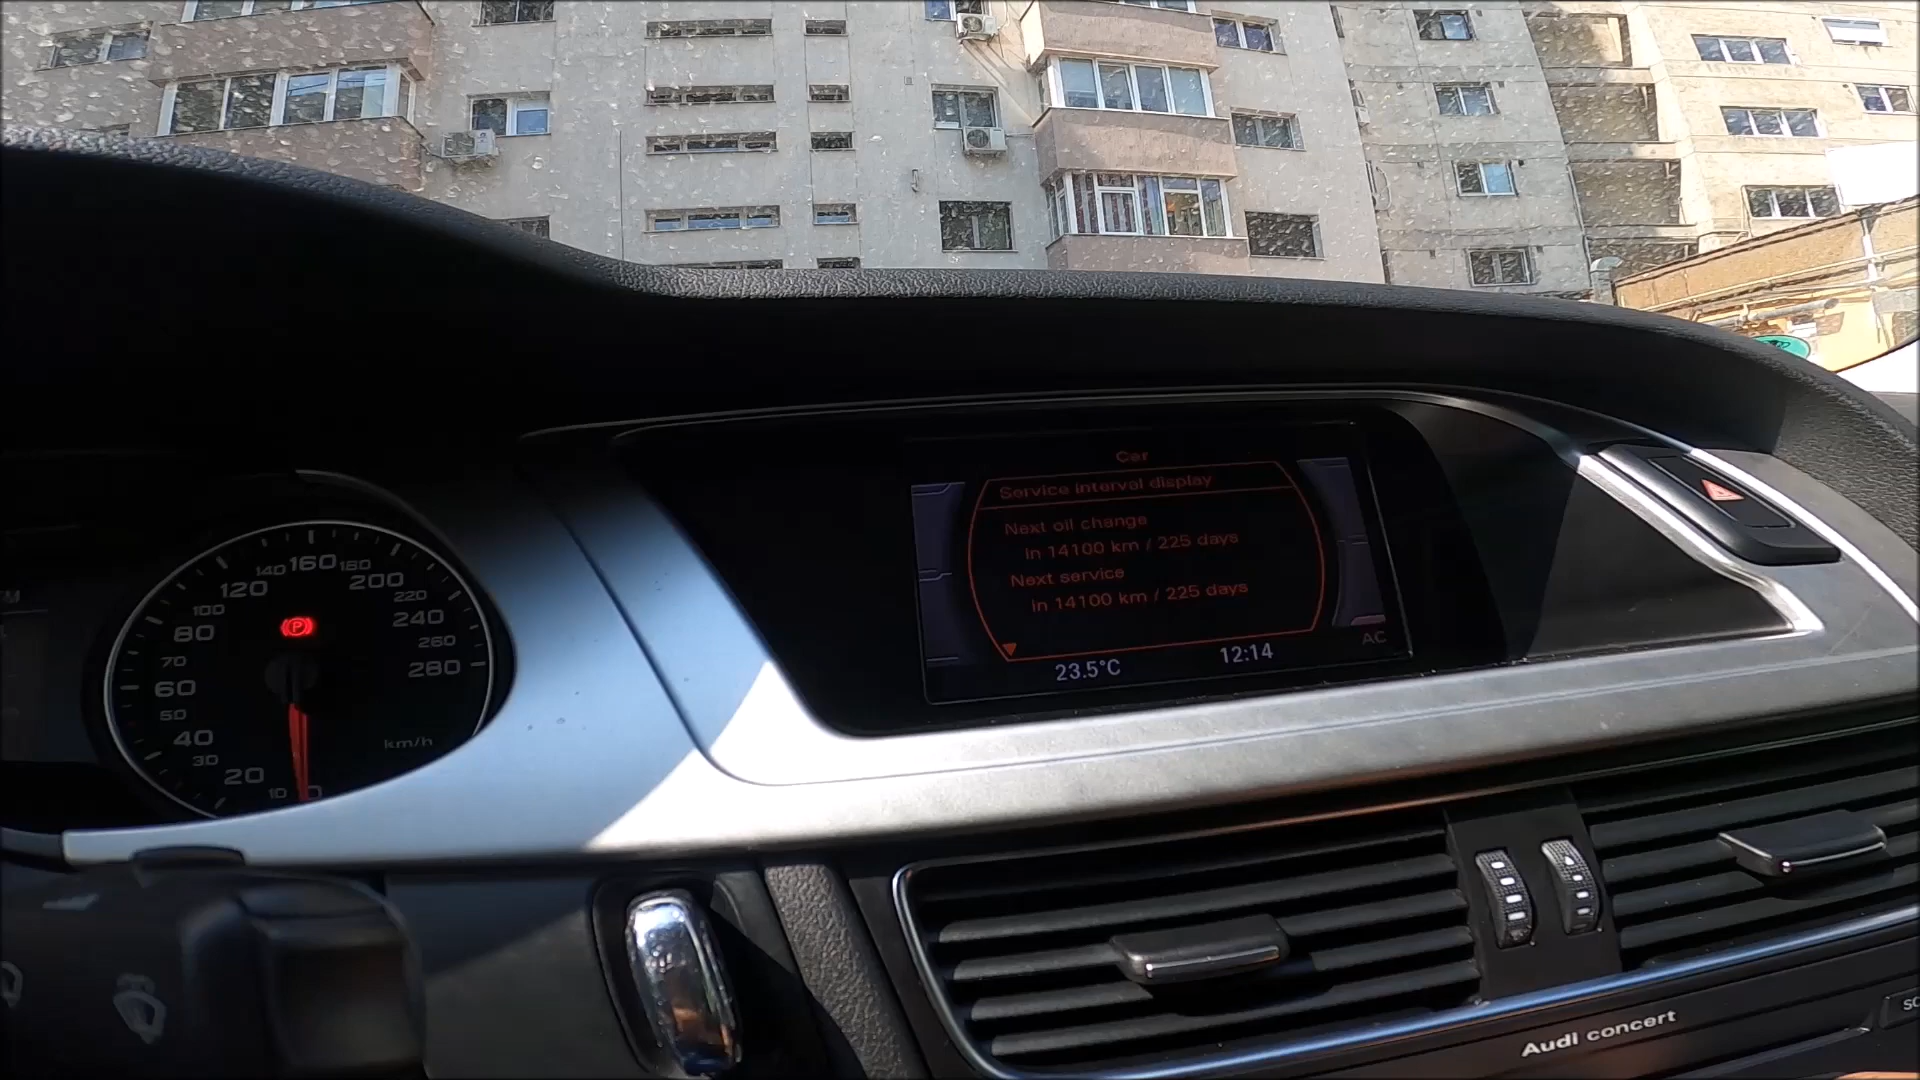 Car
Service interval display
Next oil change
in 14100 km / 225 days
Next service
in 14100 km / 225 days
23.5°C
12:14
AC
10
20
30
40
50
60
70
80
100
120
140
160
180
200
220
240
260
280
km/h
P
Audi concert